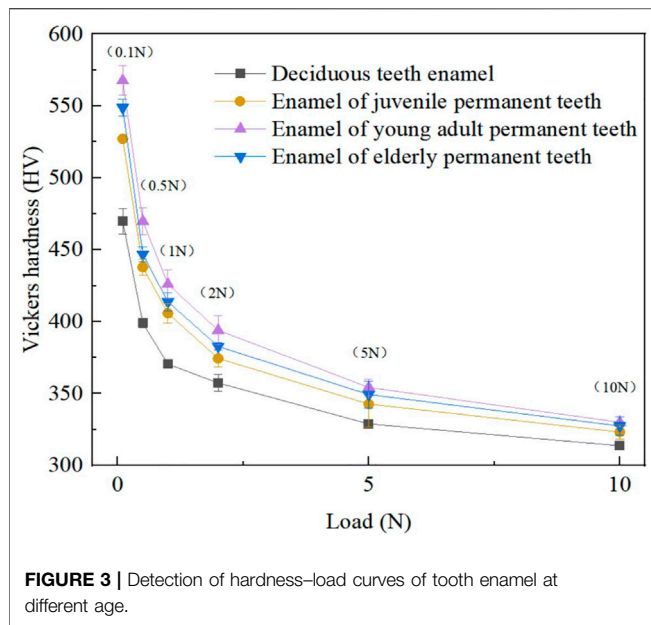 600
550
500
450
400
350
300
Vickers hardness (HV)
(0.1N)
(0.5N)
(1N)
(2N)
(5N)
(10N)
Deciduous teeth enamel
Enamel of juvenile permanent teeth
Enamel of young adult permanent teeth
Enamel of elderly permanent teeth
0
5
10
Load (N)
FIGURE 3 | Detection of hardness–load curves of tooth enamel at
different age.